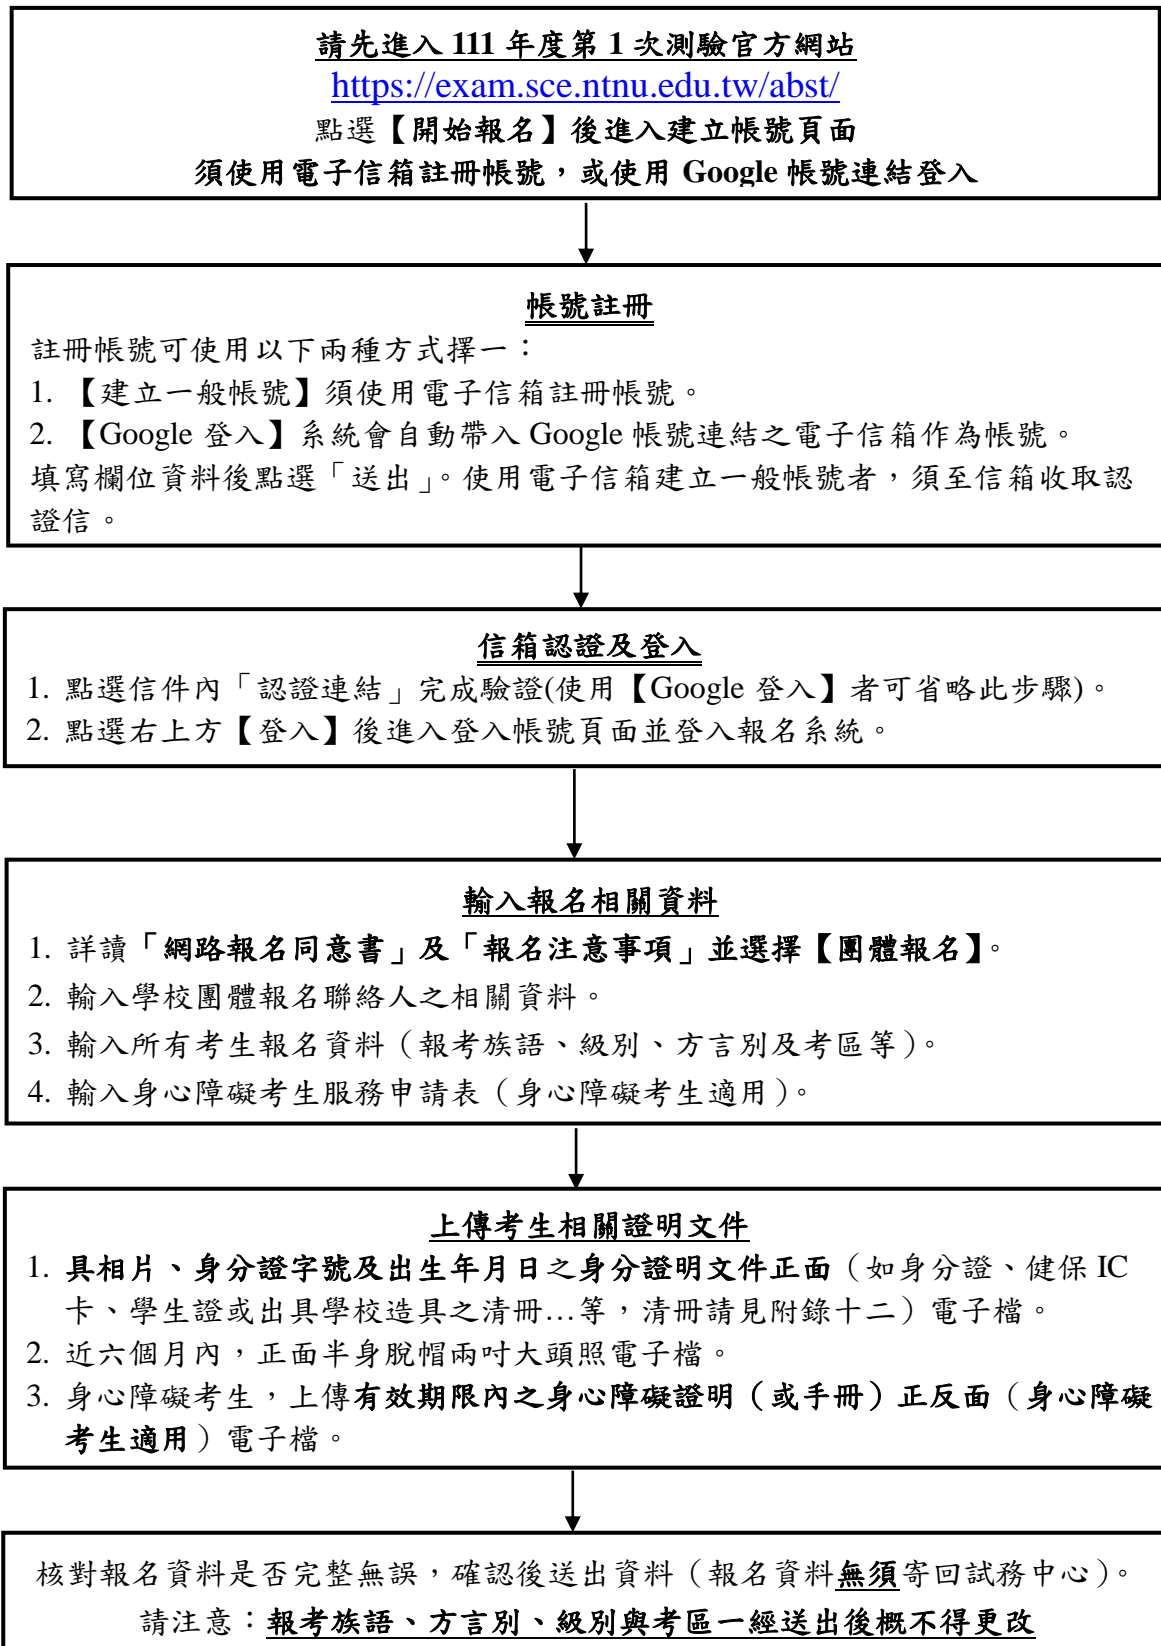 請先進入 111 年度第 1 次測驗官方網站
https://exam.sce.ntnu.edu.tw/abst/
點選【開始報名】後進入建立帳號頁面
須使用電子信箱註冊帳號，或使用 Google 帳號連結登入
帳號註冊
註冊帳號可使用以下兩種方式擇一：
1. 【建立一般帳號】須使用電子信箱註冊帳號。
2. 【Google 登入】系統會自動帶入 Google 帳號連結之電子信箱作為帳號。
填寫欄位資料後點選「送出」。使用電子信箱建立一般帳號者，須至信箱收取認
證信。
信箱認證及登入
1. 點選信件內「認證連結」完成驗證(使用【Google 登入】者可省略此步驟)。
2. 點選右上方【登入】後進入登入帳號頁面並登入報名系統。
輸入報名相關資料
1. 詳讀「網路報名同意書」及「報名注意事項」並選擇【團體報名】。
2. 輸入學校團體報名聯絡人之相關資料。
3. 輸入所有考生報名資料（報考族語、級別、方言別及考區等）。
4. 輸入身心障礙考生服務申請表（身心障礙考生適用）。
上傳考生相關證明文件
1. 具相片、身分證字號及出生年月日之身分證明文件正面（如身分證、健保 IC
卡、學生證或出具學校造具之清冊…等，清冊請見附錄十二）電子檔。
2. 近六個月內，正面半身脫帽兩吋大頭照電子檔。
3. 身心障礙考生，上傳有效期限內之身心障礙證明（或手冊）正反面（身心障礙
考生適用）電子檔。
核對報名資料是否完整無誤，確認後送出資料（報名資料無須寄回試務中心）。
請注意：報考族語、方言別、級別與考區一經送出後概不得更改